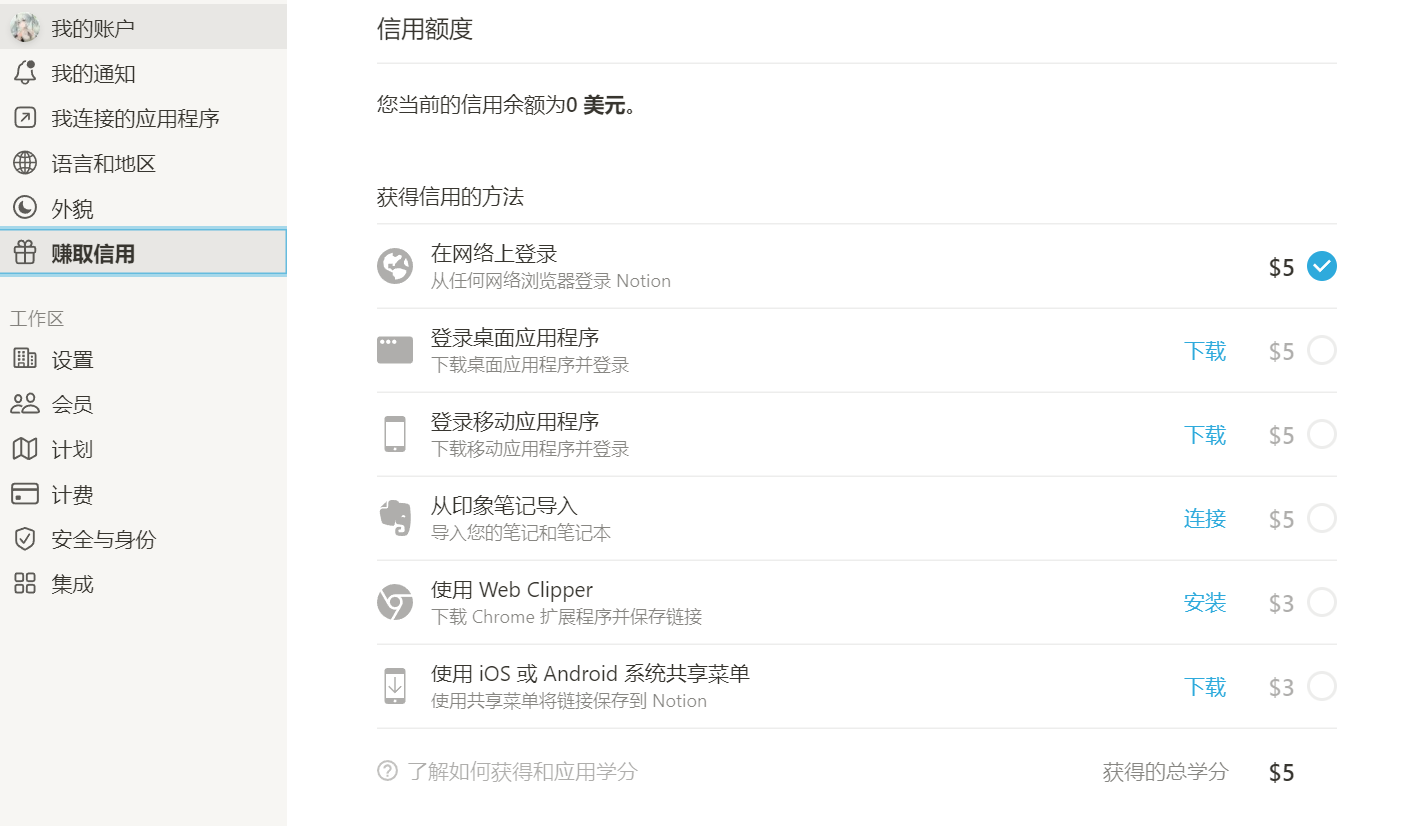 我的账户
我的通知
我连接的应用程序
语言和地区
外貌
赚取信用
工作区
设置
会员
计划
计费
安全与身份
集成
信用额度
您当前的信用余额为0 美元。
获得信用的方法
在网络上登录
$5
从任何网络浏览器登录 Notion
登录桌面应用程序
下载 $5
下载桌面应用程序并登录
登录移动应用程序
下载 $5
下载移动应用程序并登录
从印象笔记导入
连接 $5
导入您的笔记和笔记本
使用 Web Clipper
安装 $3
下载 Chrome 扩展程序并保存链接
使用 iOS 或 Android 系统共享菜单
下载 $3
使用共享菜单将链接保存到 Notion
了解如何获得和应用学分
获得的总学分 $5